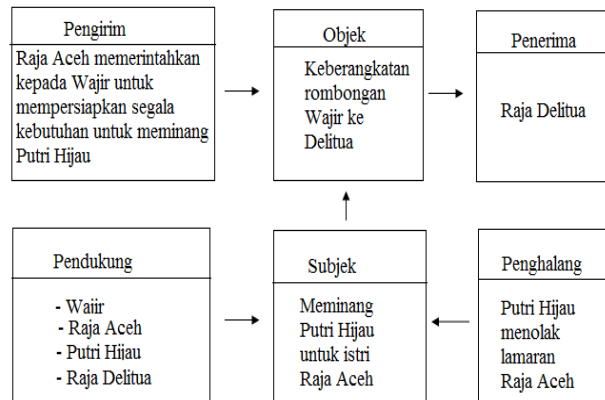 Pengirim
Raja Aceh memerintahkan
kepada Wajir untuk
mempersiapkan segala
kebutuhan untuk meminang
Putri Hijau
Objek
Keberangkatan
rombongan
Wajir ke
Delitua
Penerima
Raja Delitua
Pendukung
- Wajir
- Raja Aceh
- Putri Hijau
- Raja Delitua
Subjek
Meminang
Putri Hijau
untuk istri
Raja Aceh
Penghalang
Putri Hijau
menolak
lamaran
Raja Aceh